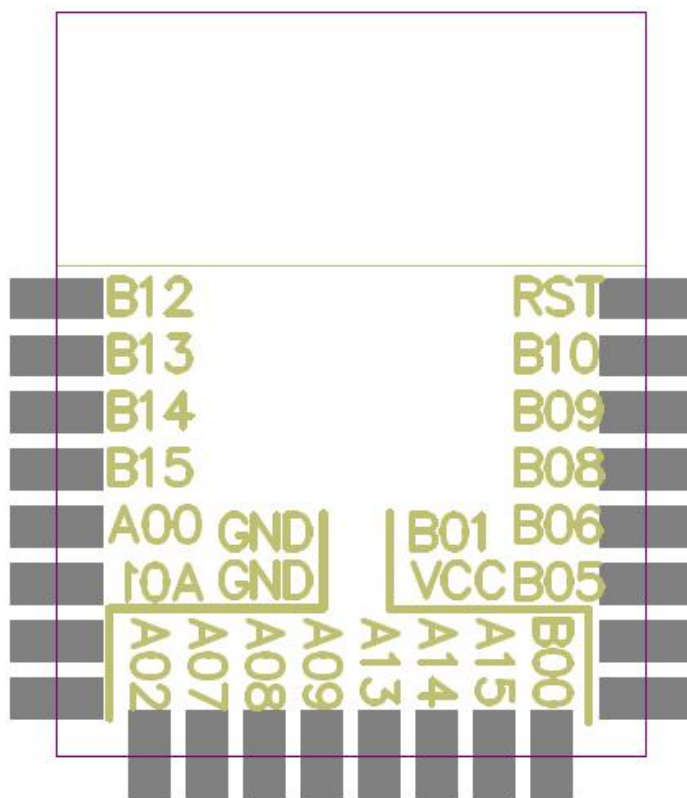 B12 RST
B13 B10
B14 B09
B15 B08
A00 GND B01 B06
A01 GND VCC B05
A02 A07 A08 A09 A13 A14 A15 B00